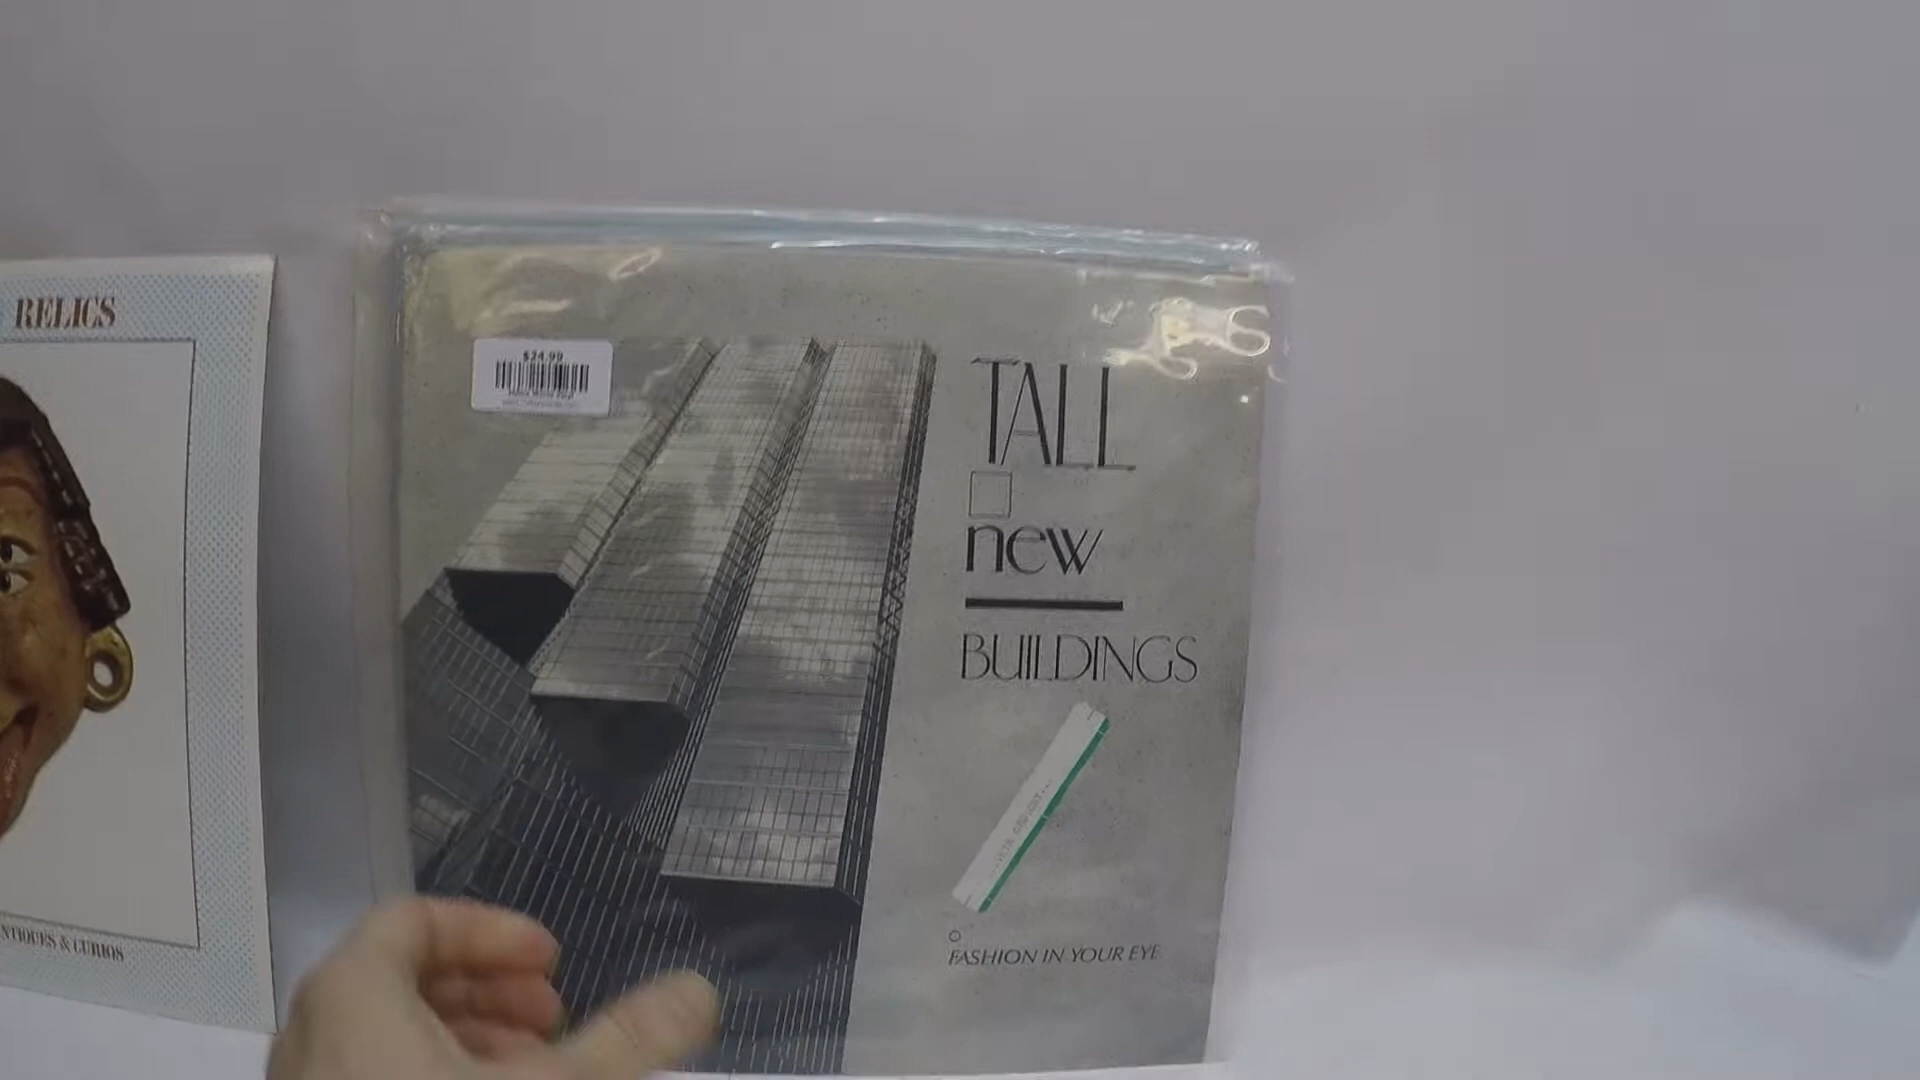 RELICS
NTIQUES & CURIOS
$24.99
TALL
new
BUILDINGS
FASHION IN YOUR EYE